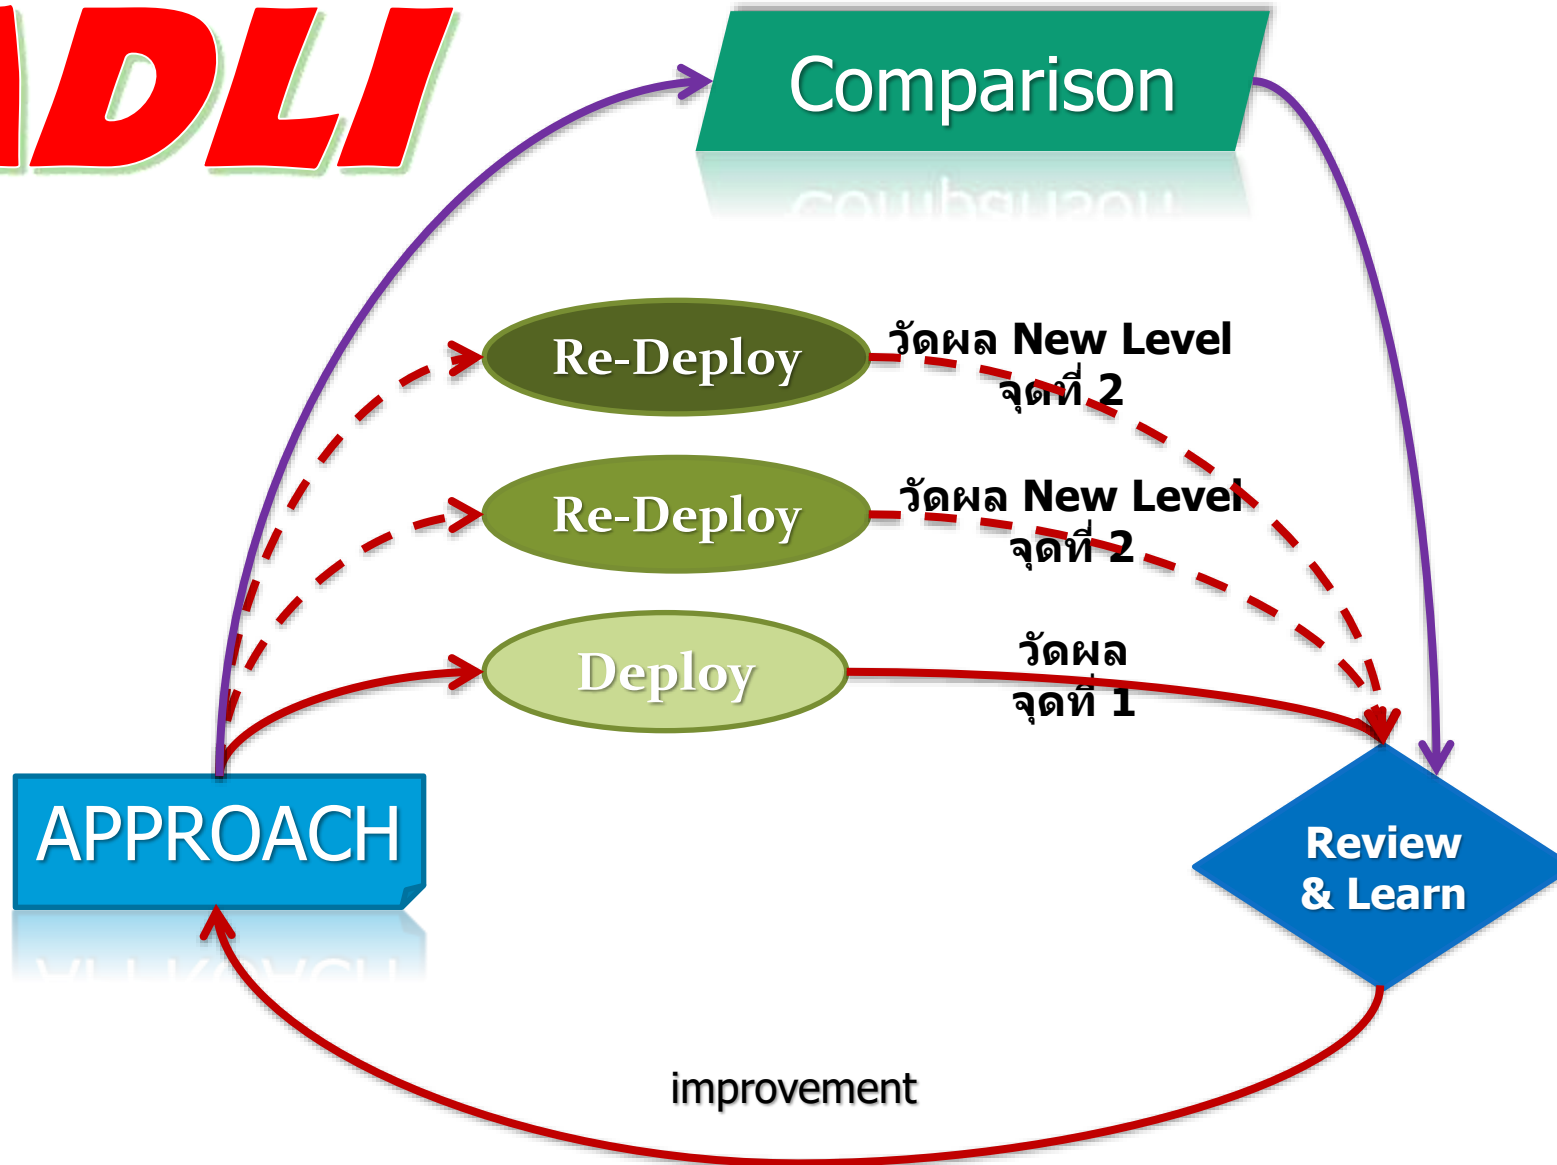 ADLI
Comparison
Re-Deploy
วัดผล New Level
จุดที่ 2
Re-Deploy
วัดผล New Level
จุดที่ 2
Deploy
วัดผล
จุดที่ 1
APPROACH
Review
& Learn
improvement